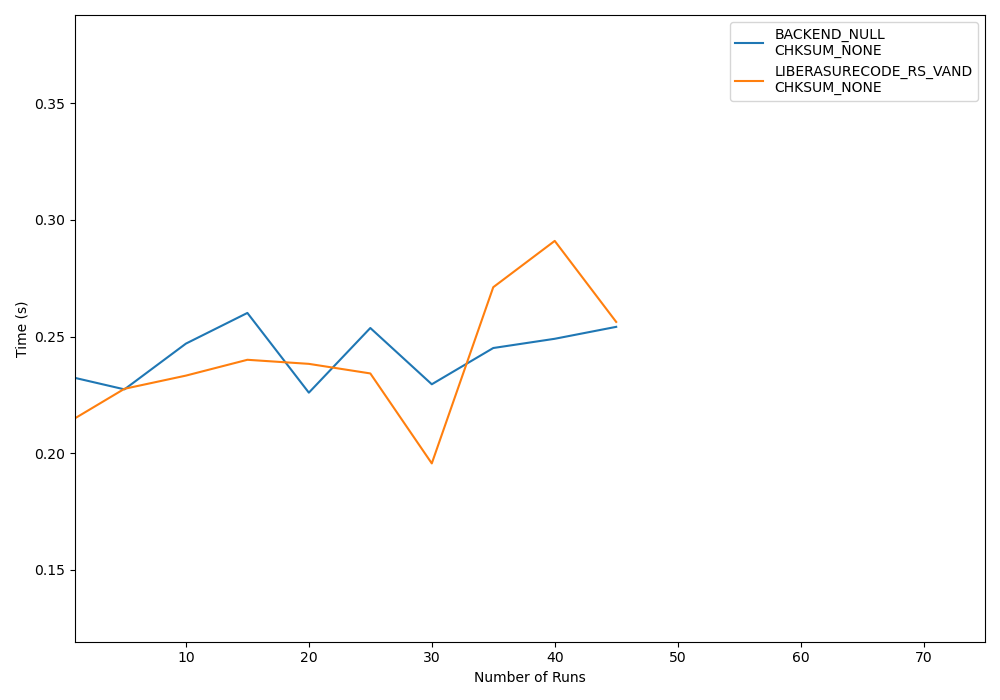 BACKEND_NULL
CHKSUM_NONE
LIBERASURECODE_RS_VAND
CHKSUM_NONE
0.35
0.30
0.25
0.20
0.15
Time (s)
10 20 30 40 50 60 70
Number of Runs